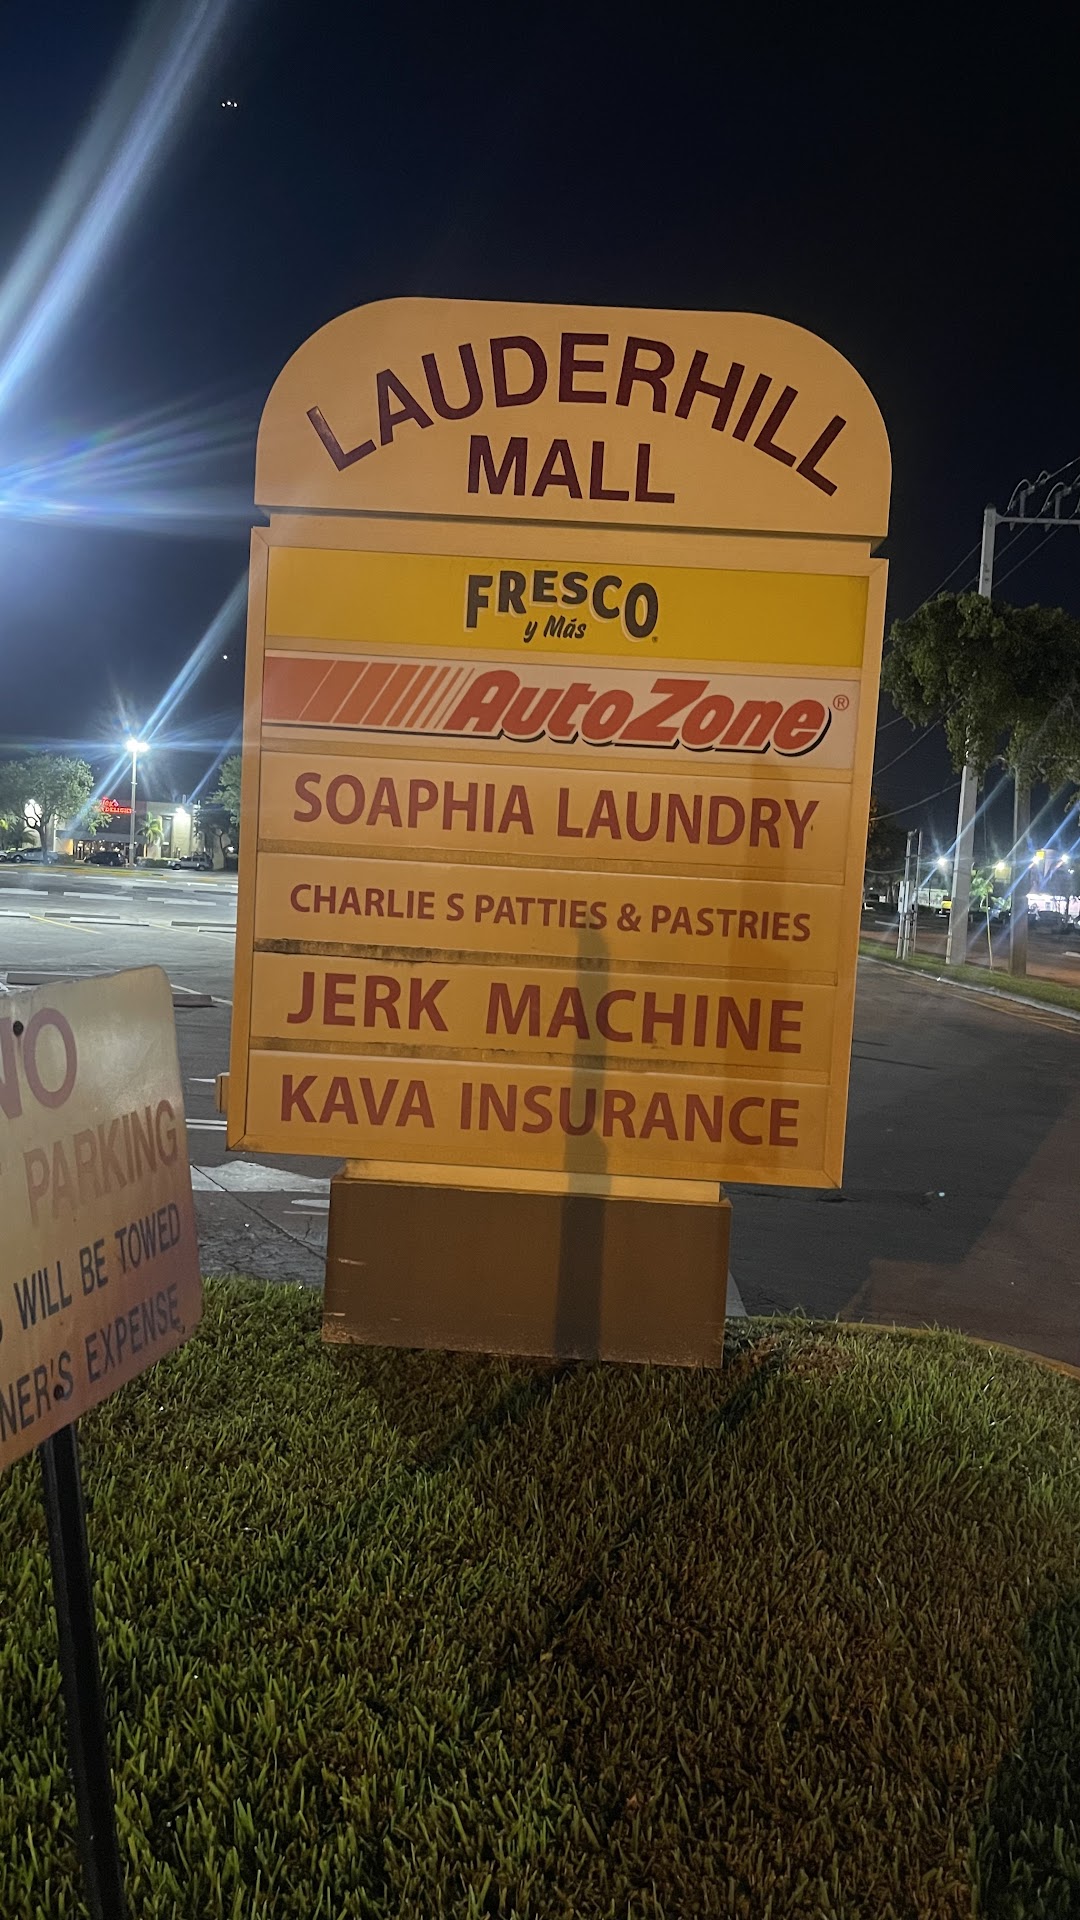 LAUDERHILL
MALL
FRESCO
y Más
AutoZone®
SOAPHIA LAUNDRY
CHARLIE S PATTIES & PASTRIES
JERK MACHINE
KAVA INSURANCE
NO
PARKING
WILL BE TOWED
EXPENSE